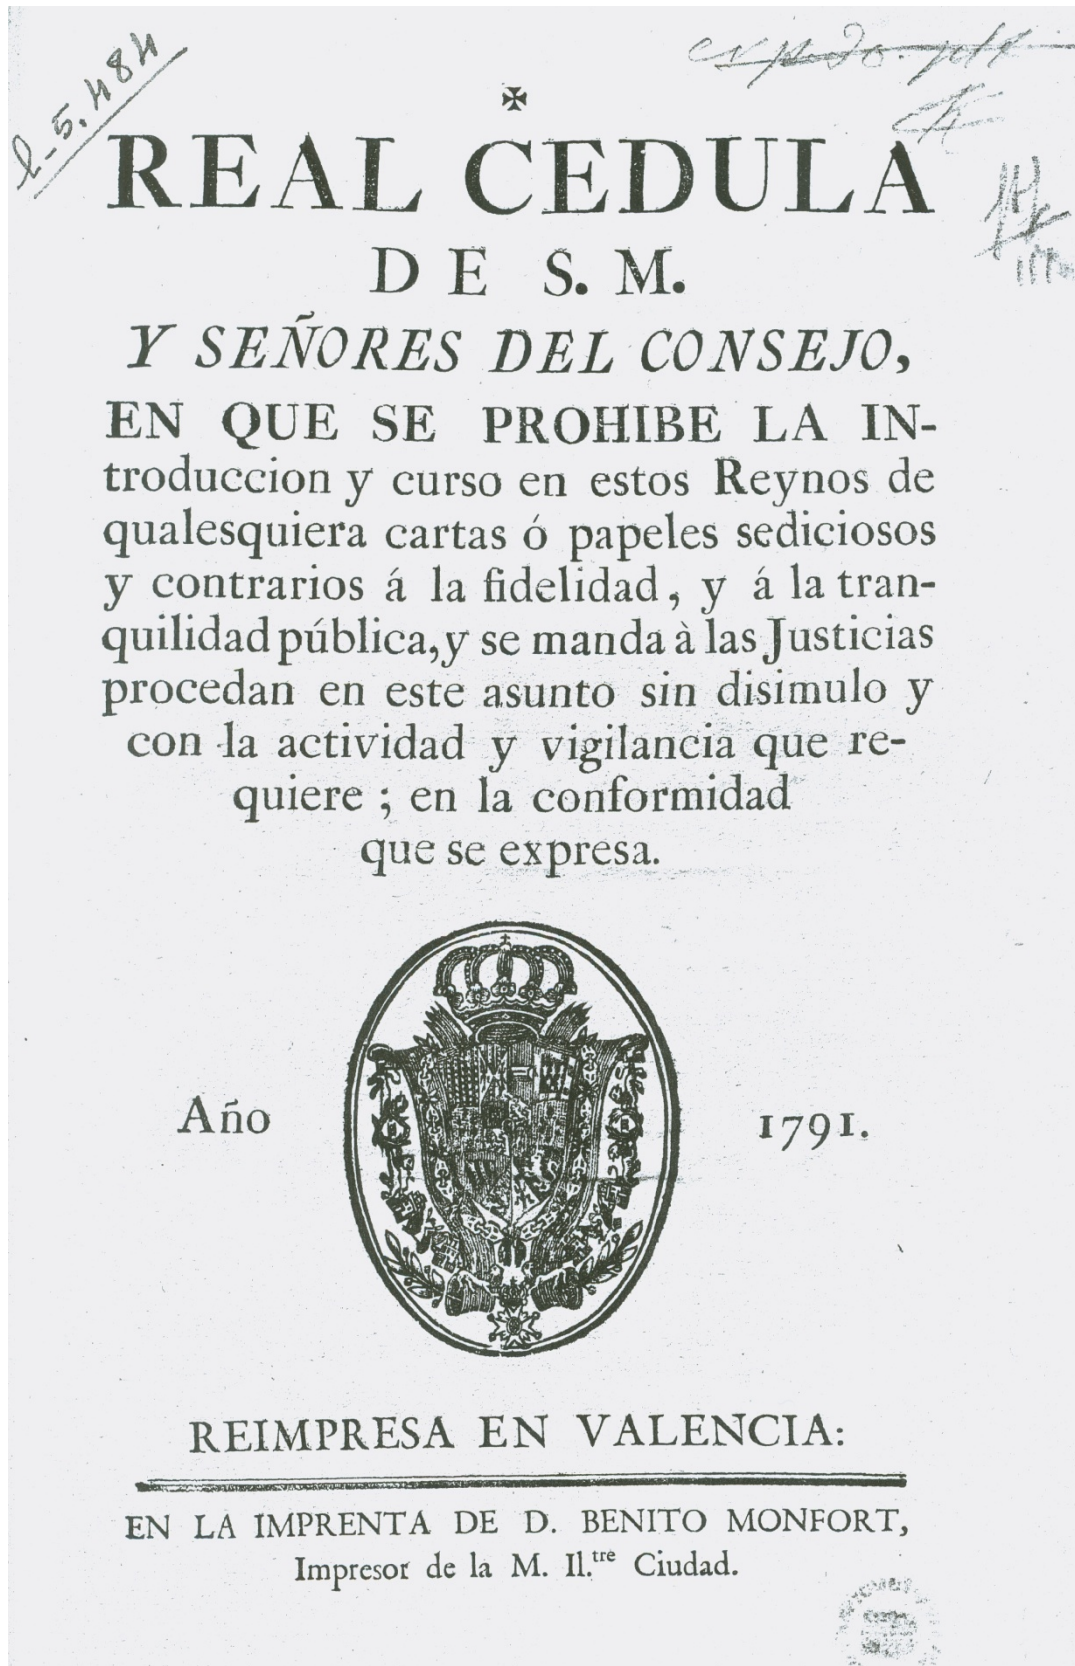 l-5.484
✠
REAL CEDULA
DE S. M.
Y SEÑORES DEL CONSEJO,
EN QUE SE PROHIBE LA IN-
troduccion y curso en estos Reynos de
qualesquiera cartas ó papeles sediciosos
y contrarios á la fidelidad, y á la tran-
quilidad pública, y se manda à las Justicias
procedan en este asunto sin disimulo y
con la actividad y vigilancia que re-
quiere; en la conformidad
que se expresa.
Año 1791.
REIMPRESA EN VALENCIA:
EN LA IMPRENTA DE D. BENITO MONFORT,
Impresor de la M. Il.tre Ciudad.